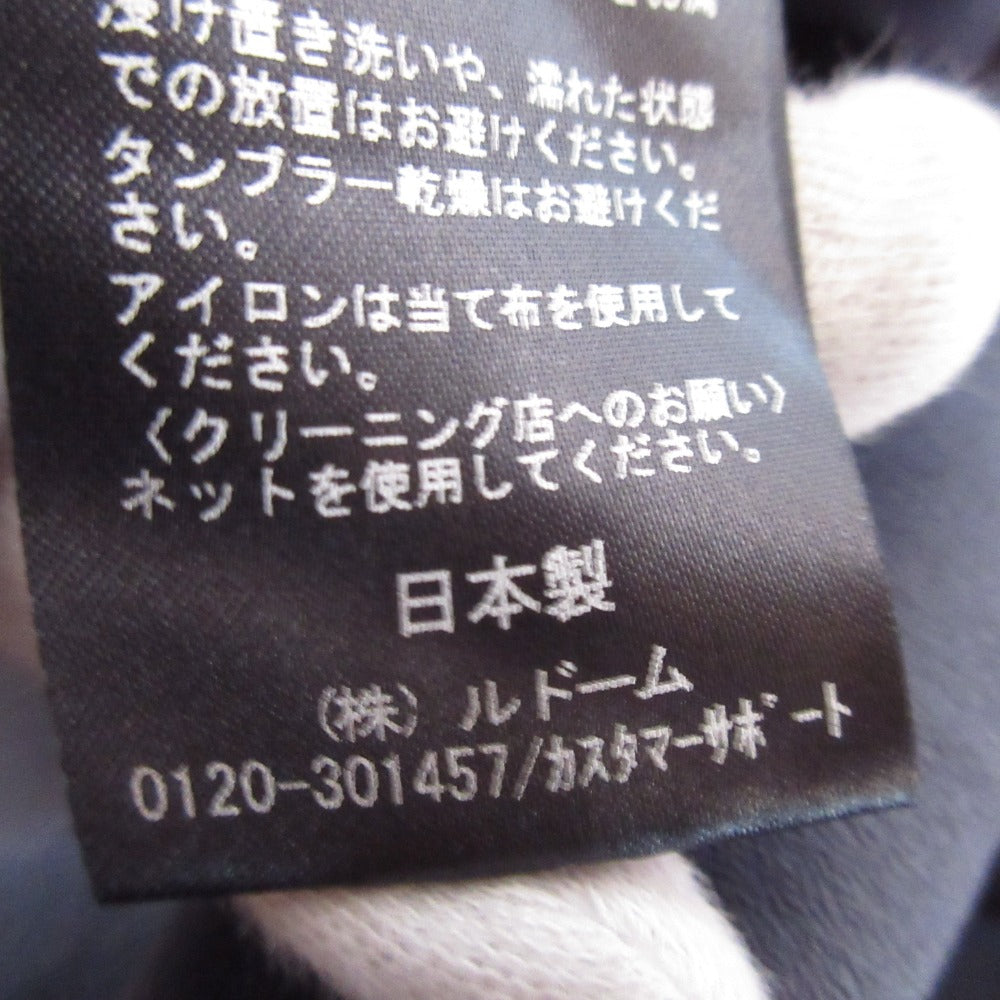 浸け置き洗いや、濡れた状態
での放置はお避けください。
タンブラー乾燥はお避けくだ
さい。
アイロンは当て布を使用して
ください。
〈クリーニング店へのお願い〉
ネットを使用してください。
日本製
(株) ルドーム
0120-301457/カスタマーサポート